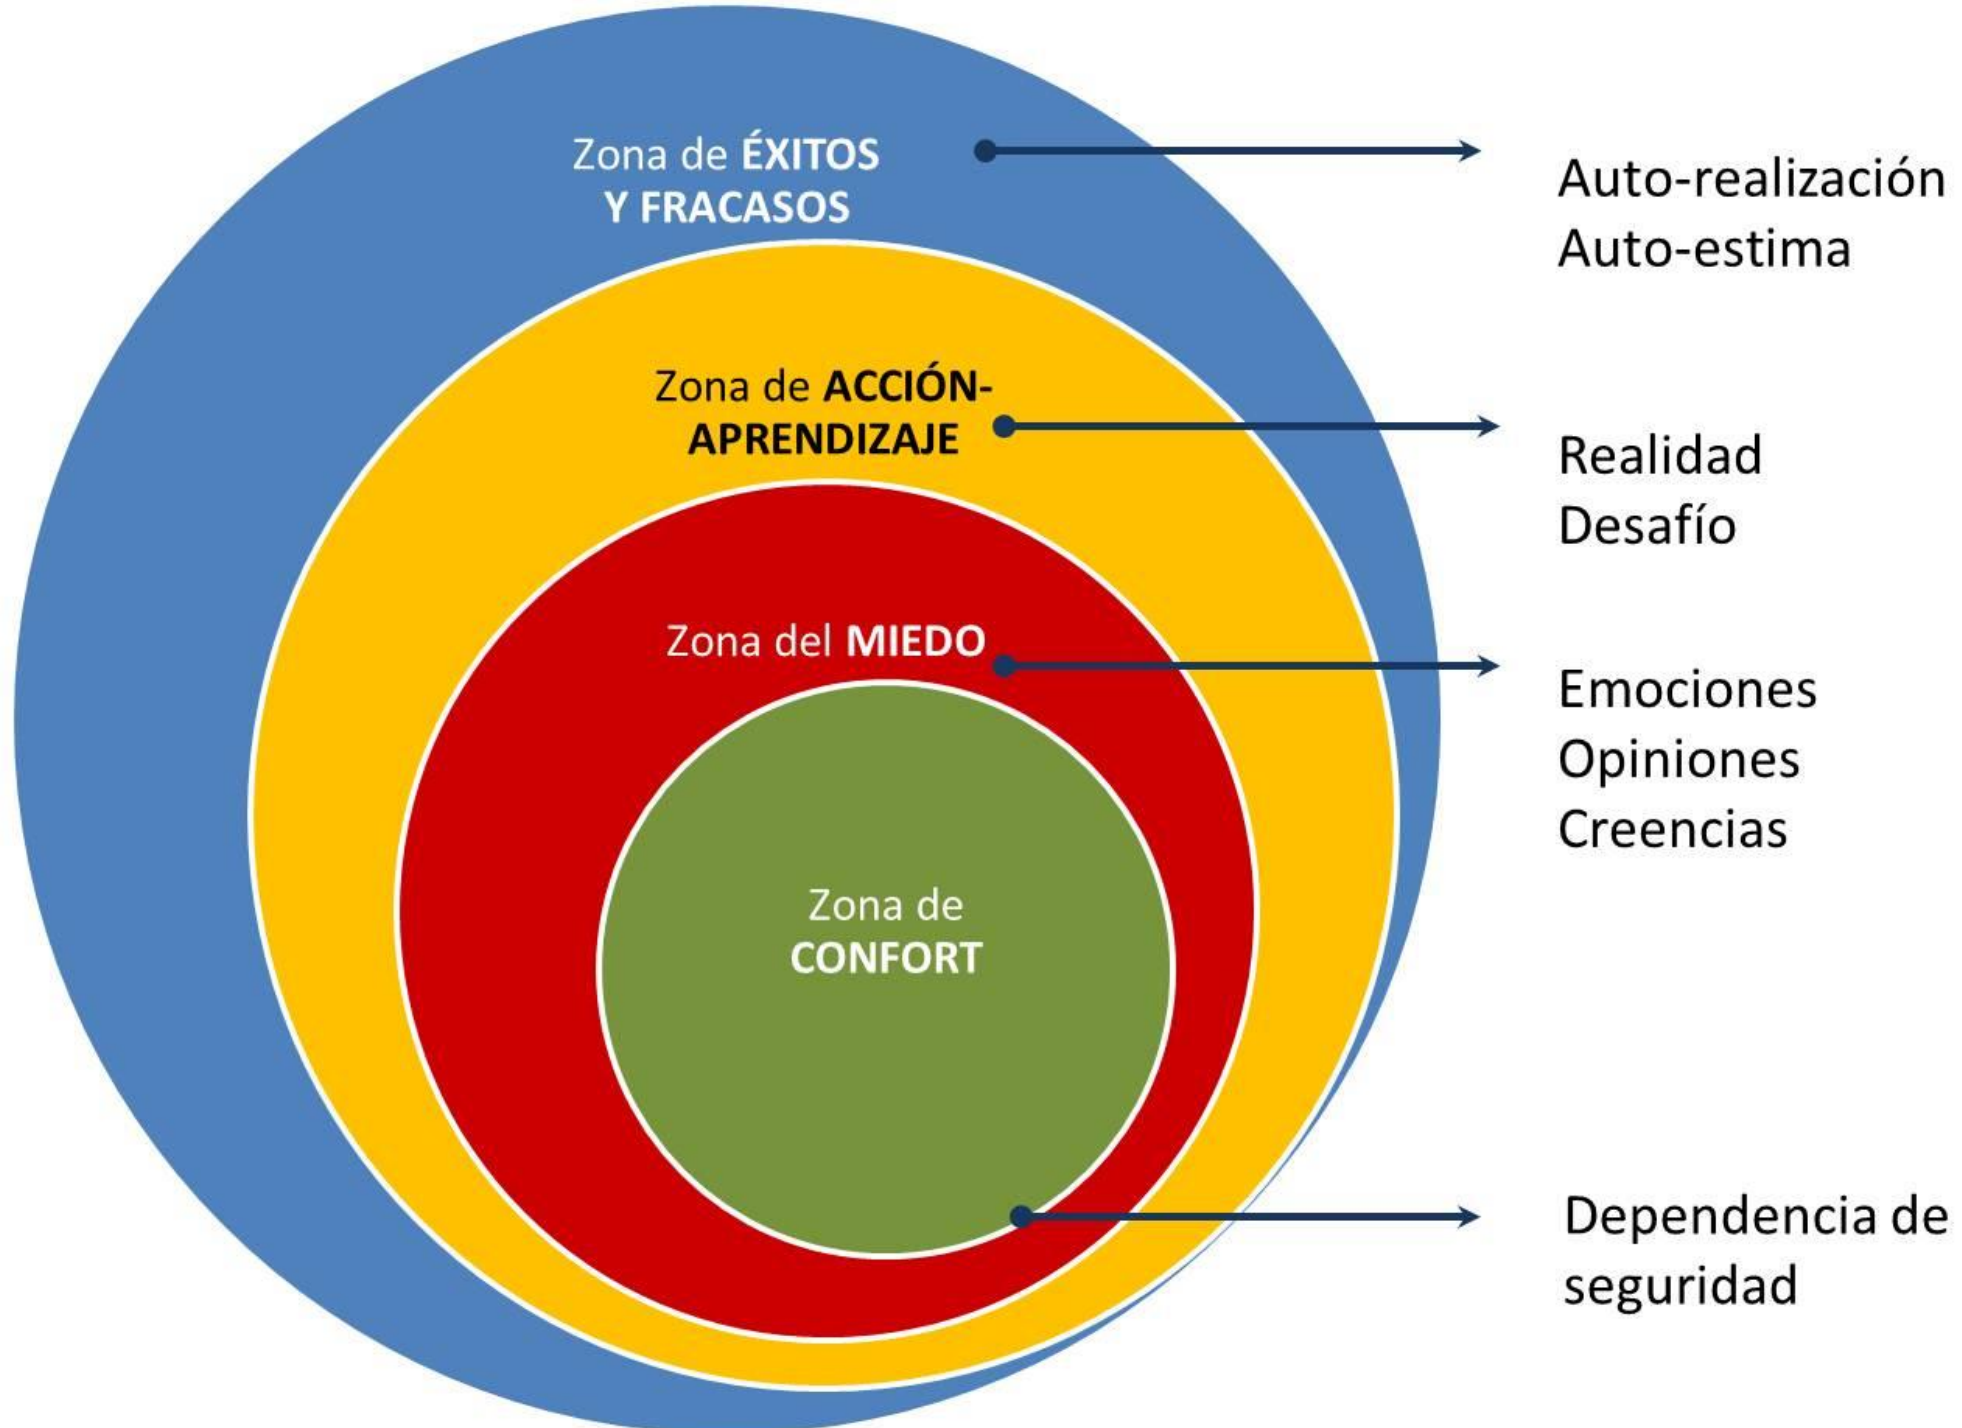 Zona de ÉXITOS
Y FRACASOS
Auto-realización
Auto-estima
Zona de ACCIÓN-
APRENDIZAJE
Realidad
Desafío
Zona del MIEDO
Emociones
Opiniones
Creencias
Zona de
CONFORT
Dependencia de
seguridad